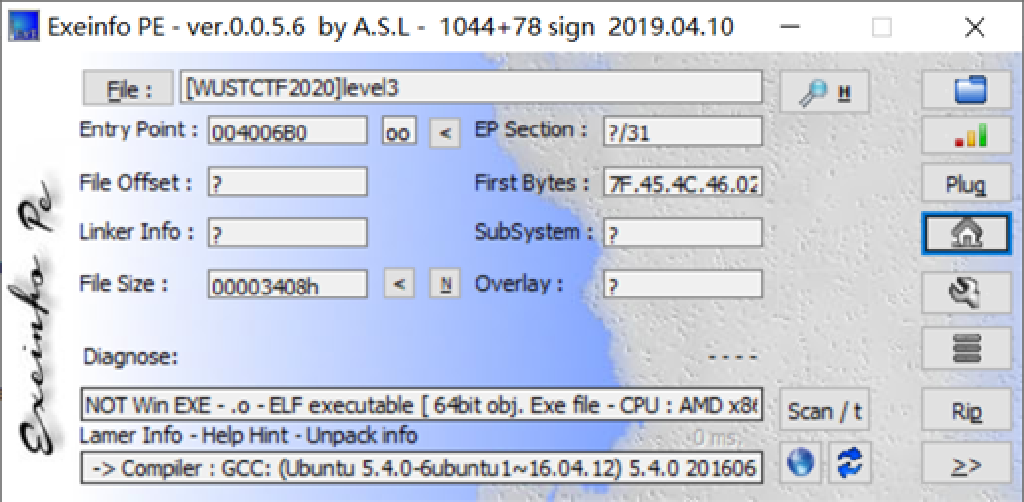 Exeinfo PE - ver.0.0.5.6 by A.S.L - 1044+78 sign 2019.04.10
File : [WUSTCTF2020]level3 H
Entry Point : 004006B0 oo < EP Section : ?/31
File Offset : ? First Bytes : 7F.45.4C.46.02 Plug
Linker Info : ? SubSystem : ?
File Size : 00003408h < N Overlay : ?
Exeinfo Pe
Diagnose: - - - -
NOT Win EXE - .o - ELF executable [ 64bit obj. Exe file - CPU : AMD x86 Scan / t Rip
Lamer Info - Help Hint - Unpack info 0 ms.
-> Compiler : GCC: (Ubuntu 5.4.0-6ubuntu1~16.04.12) 5.4.0 201606 >>